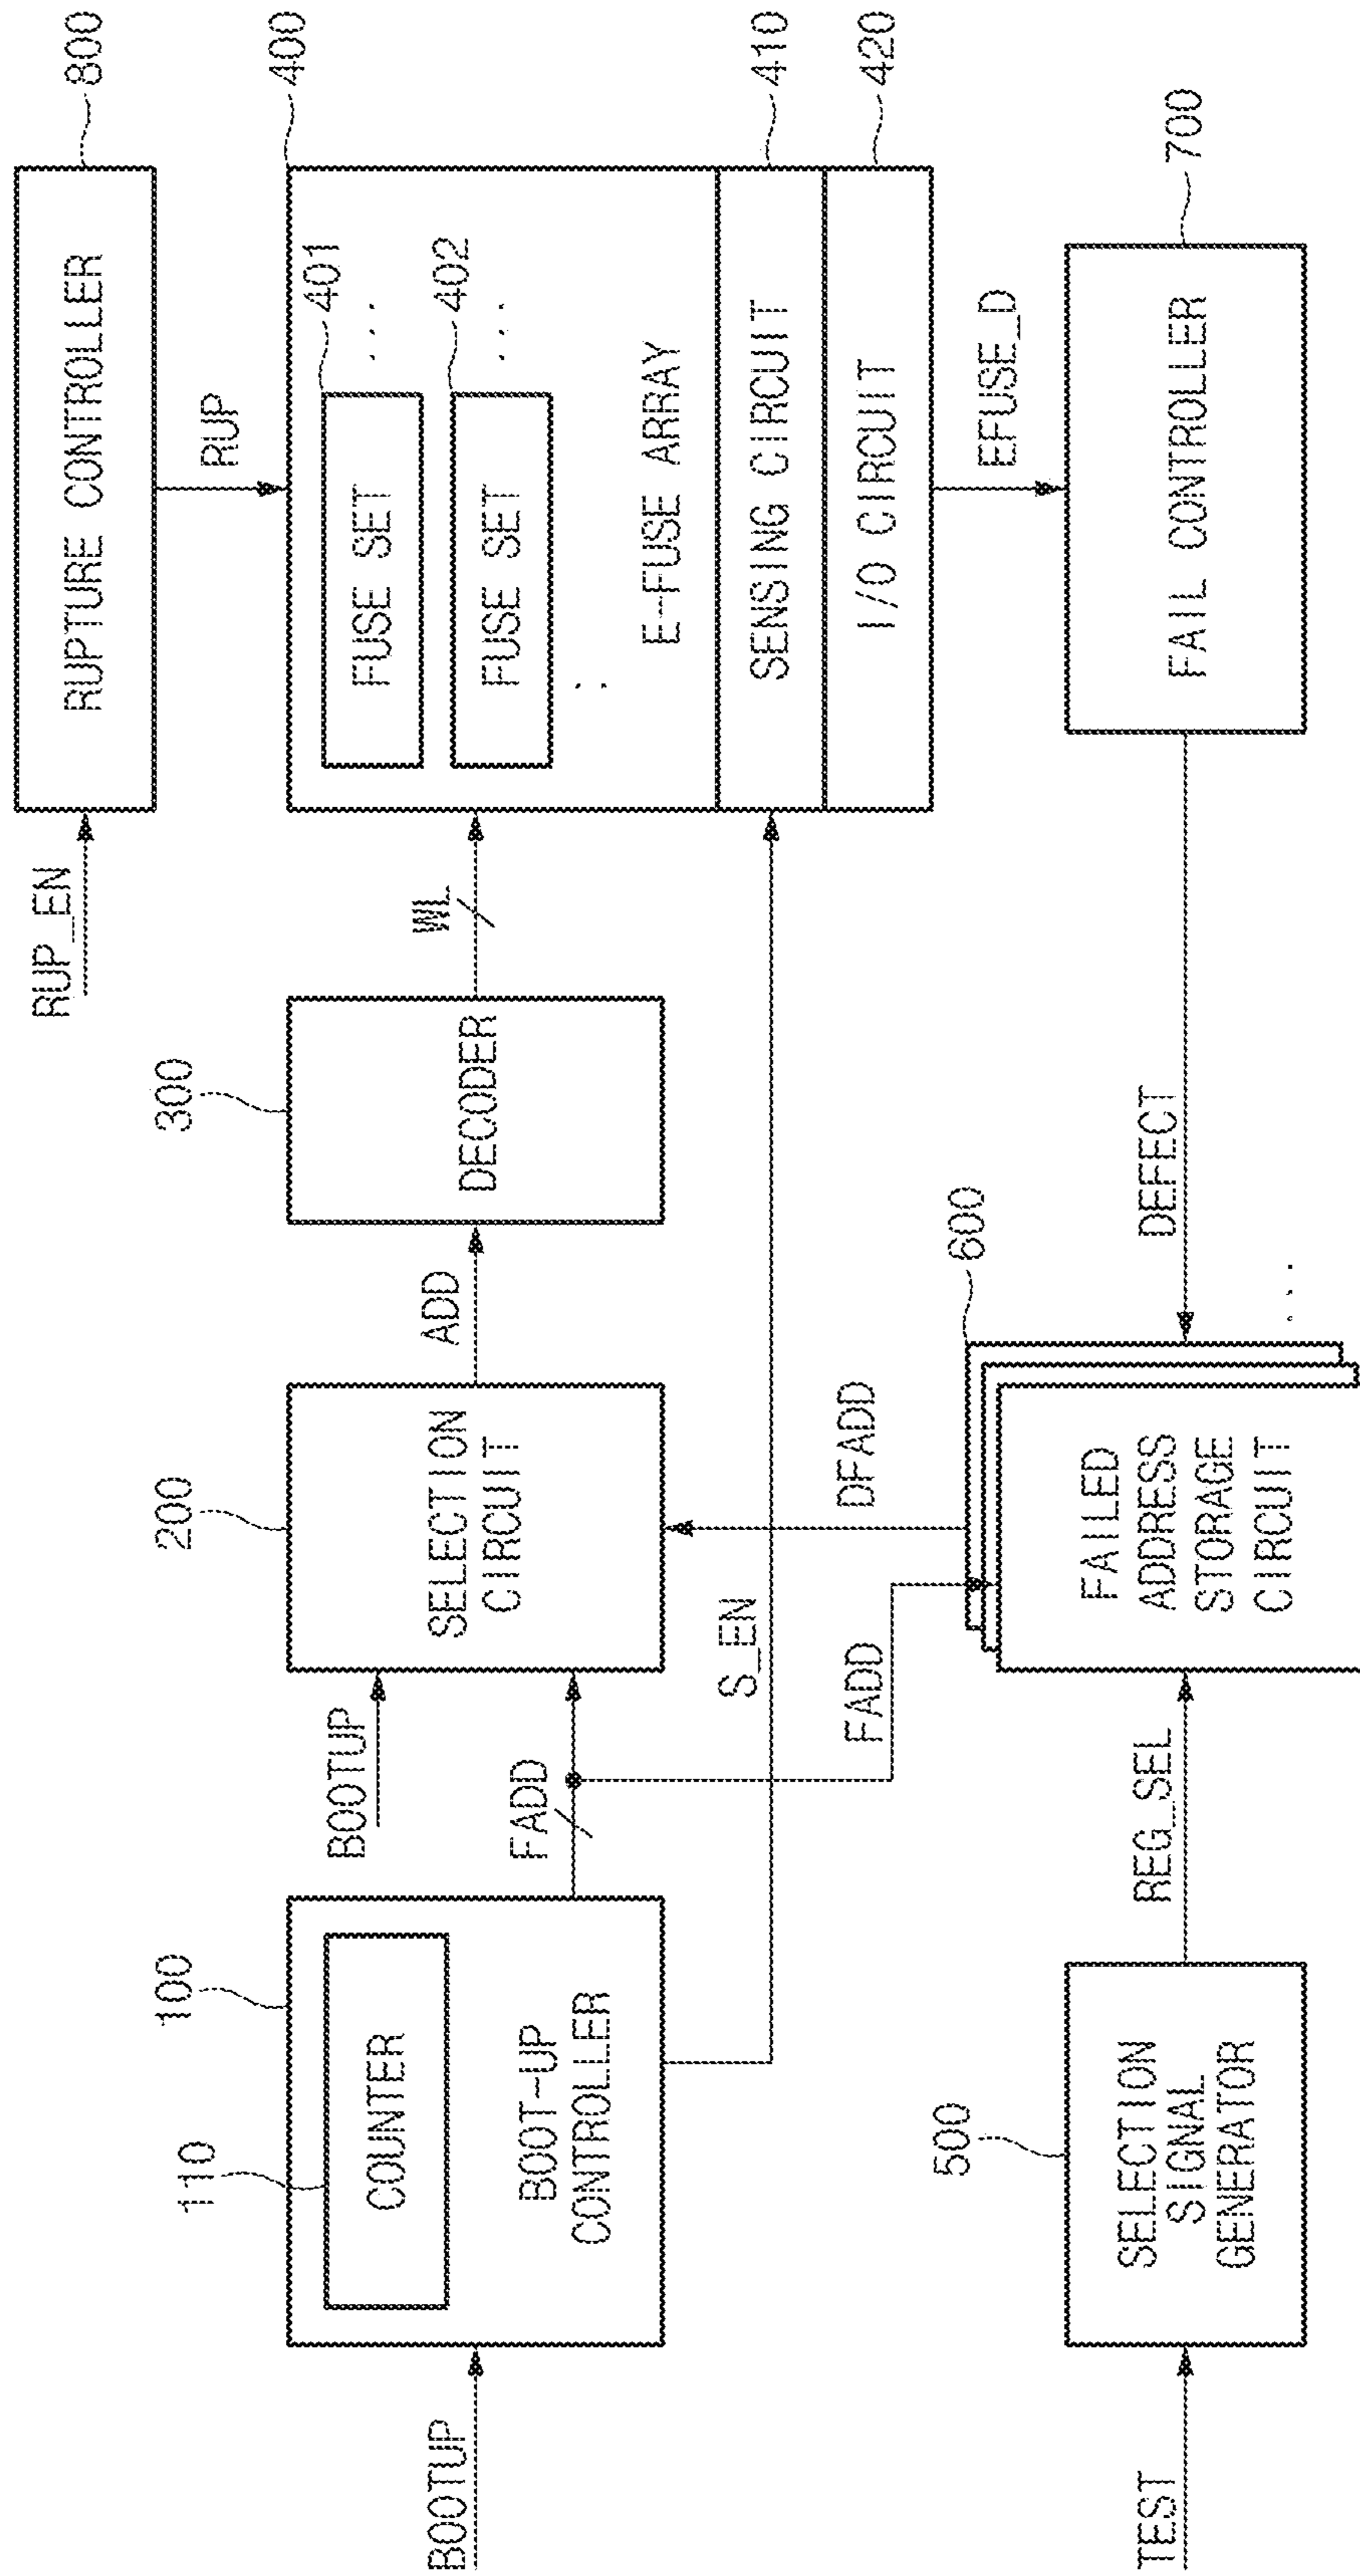 RUP_EN
RUPTURE CONTROLLER
800
RUP
BOOTUP
110
100
COUNTER
BOOT-UP
CONTROLLER
FADD
BOOTUP
200
SELECTION
CIRCUIT
ADD
300
DECODER
WL
400
FUSE SET
401
...
FUSE SET
402
...
:
E-FUSE ARRAY
SENSING CIRCUIT
410
I/O CIRCUIT
420
S_EN
FADD
DFADD
EFUSE_D
TEST
500
SELECTION
SIGNAL
GENERATOR
REG_SEL
600
FAILED
ADDRESS
STORAGE
CIRCUIT
...
DEFECT
FAIL CONTROLLER
700